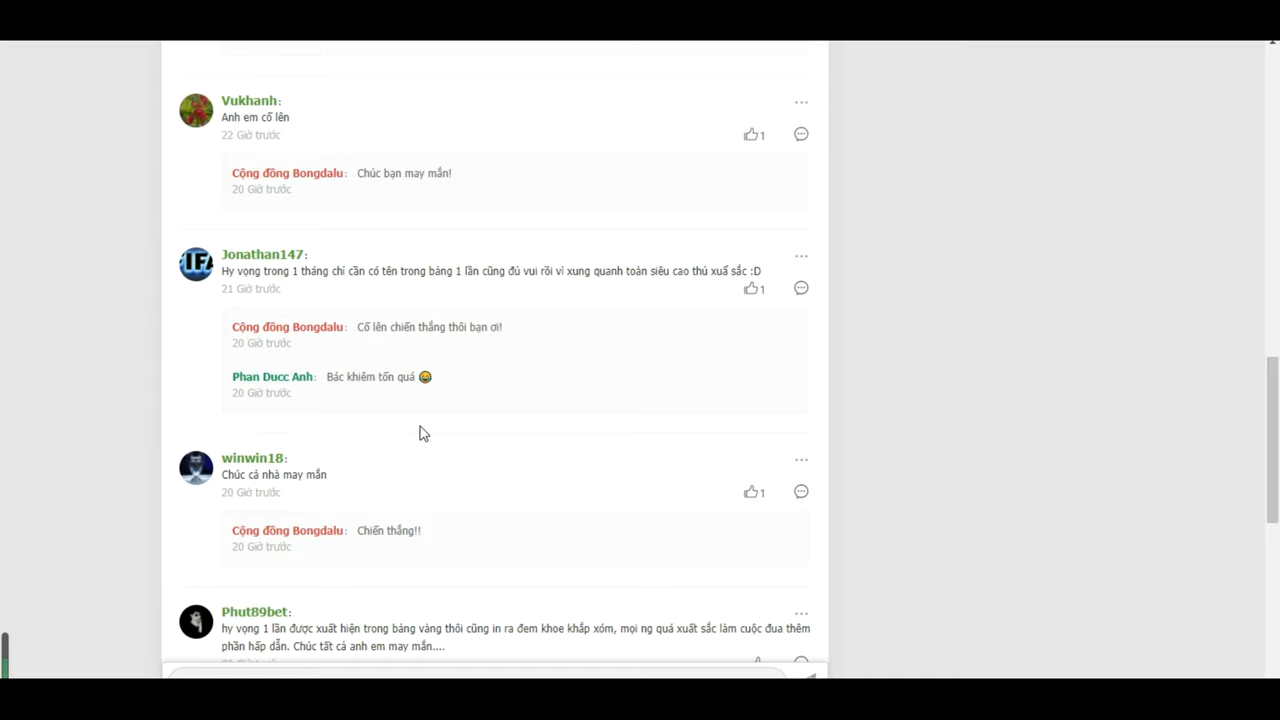 Vukhanh:
Anh em cố lên
22 Giờ trước
1
Cộng đồng Bongdalu: Chúc bạn may mắn!
20 Giờ trước
Jonathan147:
Hy vọng trong 1 tháng chỉ cần có tên trong bảng 1 lần cũng đủ vui rồi vì xung quanh toàn siêu cao thủ xuấ sắc :D
21 Giờ trước
1
Cộng đồng Bongdalu: Cố lên chiến thắng thôi bạn ơi!
20 Giờ trước
Phan Ducc Anh: Bác khiêm tốn quá 😂
20 Giờ trước
winwin18:
Chúc cả nhà may mắn
20 Giờ trước
1
Cộng đồng Bongdalu: Chiến thắng!!
20 Giờ trước
Phut89bet:
hy vọng 1 lần được xuất hiện trong bảng vàng thôi cũng in ra đem khoe khắp xóm, mọi ng quá xuất sắc làm cuộc đua thêm
phần hấp dẫn. Chúc tất cả anh em may mắn....